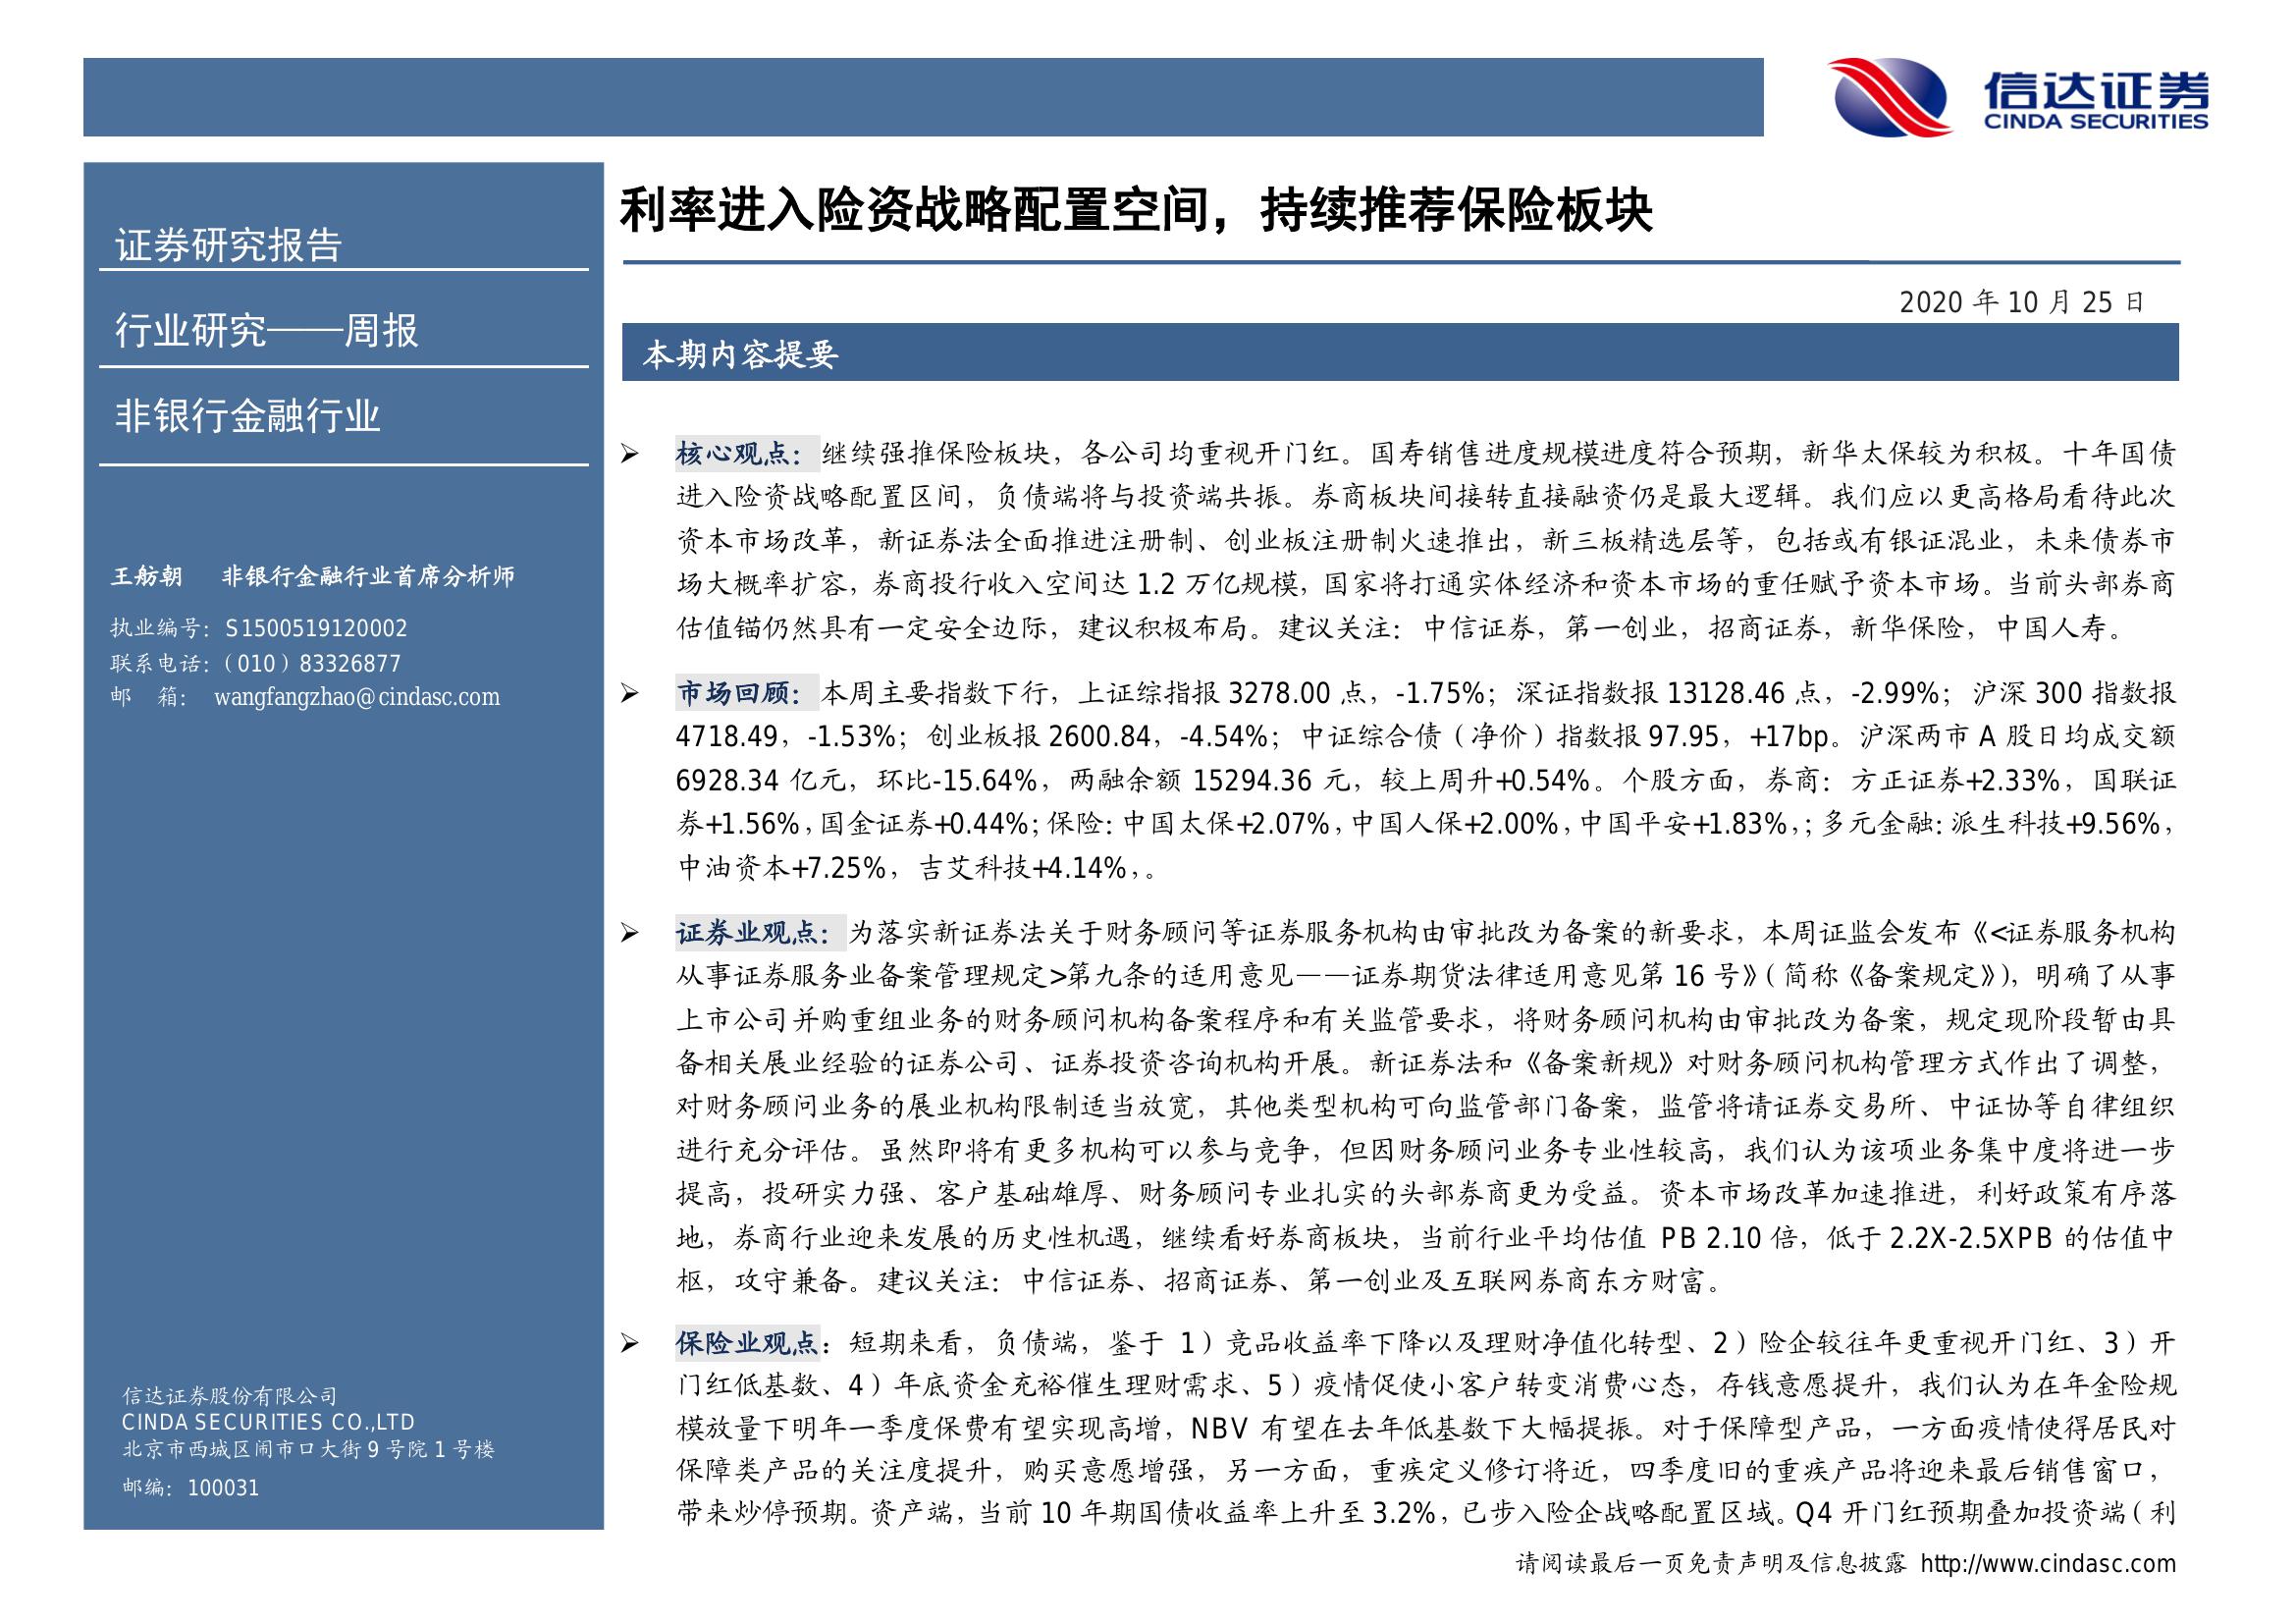 信达证券
CINDA SECURITIES
证券研究报告
行业研究——周报
非银行金融行业
王舫朝 非银行金融行业首席分析师
执业编号：S1500519120002
联系电话：（010）83326877
邮 箱： wangfangzhao@cindasc.com
信达证券股份有限公司
CINDA SECURITIES CO.,LTD
北京市西城区闹市口大街 9 号院 1 号楼
邮编：100031
利率进入险资战略配置空间，持续推荐保险板块
2020 年 10 月 25 日
本期内容提要
➢ 核心观点：继续强推保险板块，各公司均重视开门红。国寿销售进度规模进度符合预期，新华太保较为积极。十年国债
进入险资战略配置区间，负债端将与投资端共振。券商板块间接转直接融资仍是最大逻辑。我们应以更高格局看待此次
资本市场改革，新证券法全面推进注册制、创业板注册制火速推出，新三板精选层等，包括或有银证混业，未来债券市
场大概率扩容，券商投行收入空间达 1.2 万亿规模，国家将打通实体经济和资本市场的重任赋予资本市场。当前头部券商
估值锚仍然具有一定安全边际，建议积极布局。建议关注：中信证券，第一创业，招商证券，新华保险，中国人寿。
➢ 市场回顾：本周主要指数下行，上证综指报 3278.00 点，-1.75%；深证指数报 13128.46 点，-2.99%；沪深 300 指数报
4718.49，-1.53%；创业板报 2600.84，-4.54%；中证综合债（净价）指数报 97.95，+17bp。沪深两市 A 股日均成交额
6928.34 亿元，环比-15.64%，两融余额 15294.36 元，较上周升+0.54%。个股方面，券商：方正证券+2.33%，国联证
券+1.56%，国金证券+0.44%；保险：中国太保+2.07%，中国人保+2.00%，中国平安+1.83%，；多元金融：派生科技+9.56%，
中油资本+7.25%，吉艾科技+4.14%，。
➢ 证券业观点：为落实新证券法关于财务顾问等证券服务机构由审批改为备案的新要求，本周证监会发布《<证券服务机构
从事证券服务业备案管理规定>第九条的适用意见——证券期货法律适用意见第 16 号》（简称《备案规定》），明确了从事
上市公司并购重组业务的财务顾问机构备案程序和有关监管要求，将财务顾问机构由审批改为备案，规定现阶段暂由具
备相关展业经验的证券公司、证券投资咨询机构开展。新证券法和《备案新规》对财务顾问机构管理方式作出了调整，
对财务顾问业务的展业机构限制适当放宽，其他类型机构可向监管部门备案，监管将请证券交易所、中证协等自律组织
进行充分评估。虽然即将有更多机构可以参与竞争，但因财务顾问业务专业性较高，我们认为该项业务集中度将进一步
提高，投研实力强、客户基础雄厚、财务顾问专业扎实的头部券商更为受益。资本市场改革加速推进，利好政策有序落
地，券商行业迎来发展的历史性机遇，继续看好券商板块，当前行业平均估值 PB 2.10 倍，低于 2.2X-2.5XPB 的估值中
枢，攻守兼备。建议关注：中信证券、招商证券、第一创业及互联网券商东方财富。
➢ 保险业观点：短期来看，负债端，鉴于 1）竞品收益率下降以及理财净值化转型、2）险企较往年更重视开门红、3）开
门红低基数、4）年底资金充裕催生理财需求、5）疫情促使小客户转变消费心态，存钱意愿提升，我们认为在年金险规
模放量下明年一季度保费有望实现高增，NBV 有望在去年低基数下大幅提振。对于保障型产品，一方面疫情使得居民对
保障类产品的关注度提升，购买意愿增强，另一方面，重疾定义修订将近，四季度旧的重疾产品将迎来最后销售窗口，
带来炒停预期。资产端，当前 10 年期国债收益率上升至 3.2%，已步入险企战略配置区域。Q4 开门红预期叠加投资端（利
请阅读最后一页免责声明及信息披露 http://www.cindasc.com